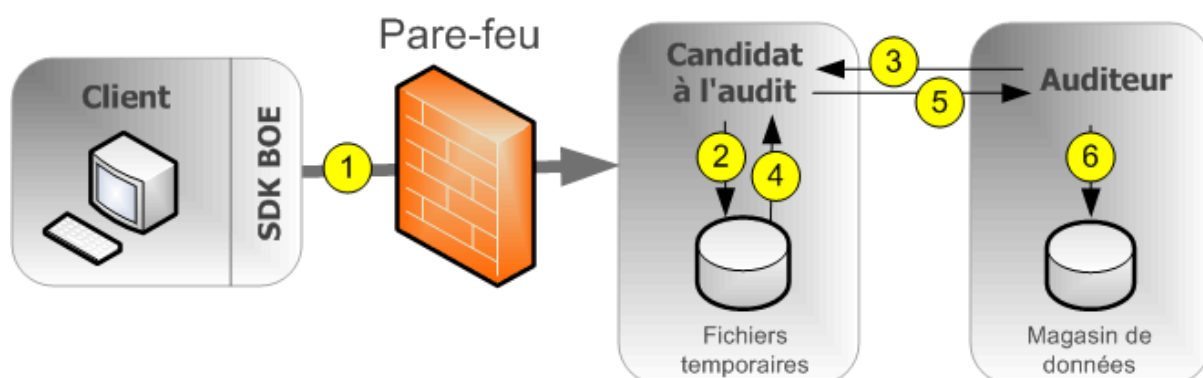 Client
SDK BOE
1
Pare-feu
Candidat
à l'audit
2
4
Fichiers
temporaires
3
5
Auditeur
6
Magasin de
données